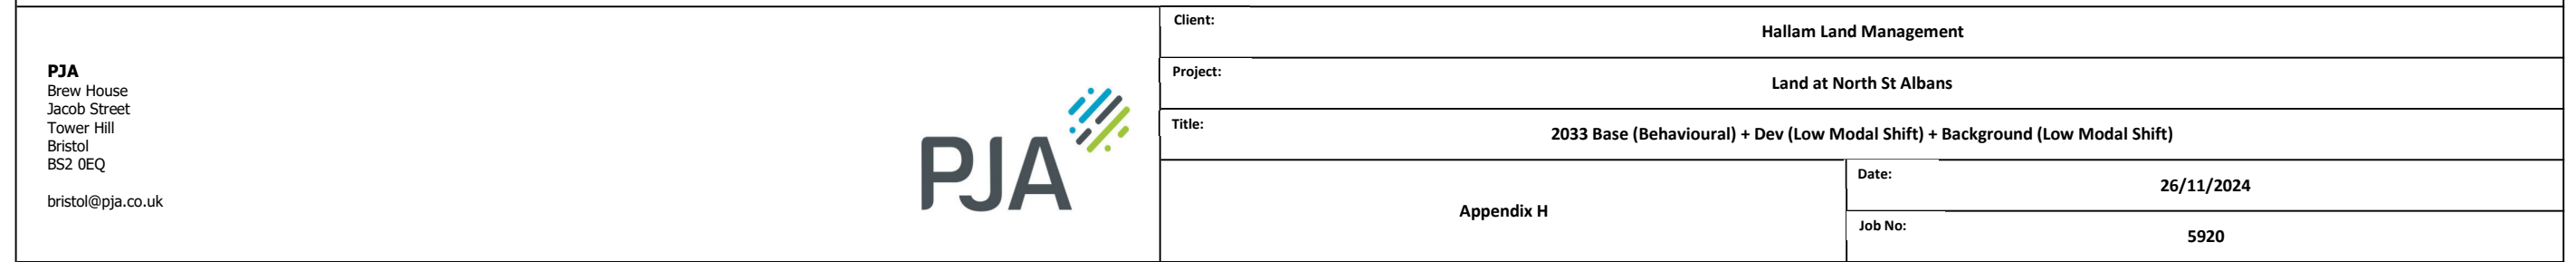 PJA
Brew House
Jacob Street
Tower Hill
Bristol
BS2 0EQ
bristol@pja.co.uk
PJA
Client:
Hallam Land Management
Project:
Land at North St Albans
Title:
2033 Base (Behavioural) + Dev (Low Modal Shift) + Background (Low Modal Shift)
Appendix H
Date:
26/11/2024
Job No:
5920